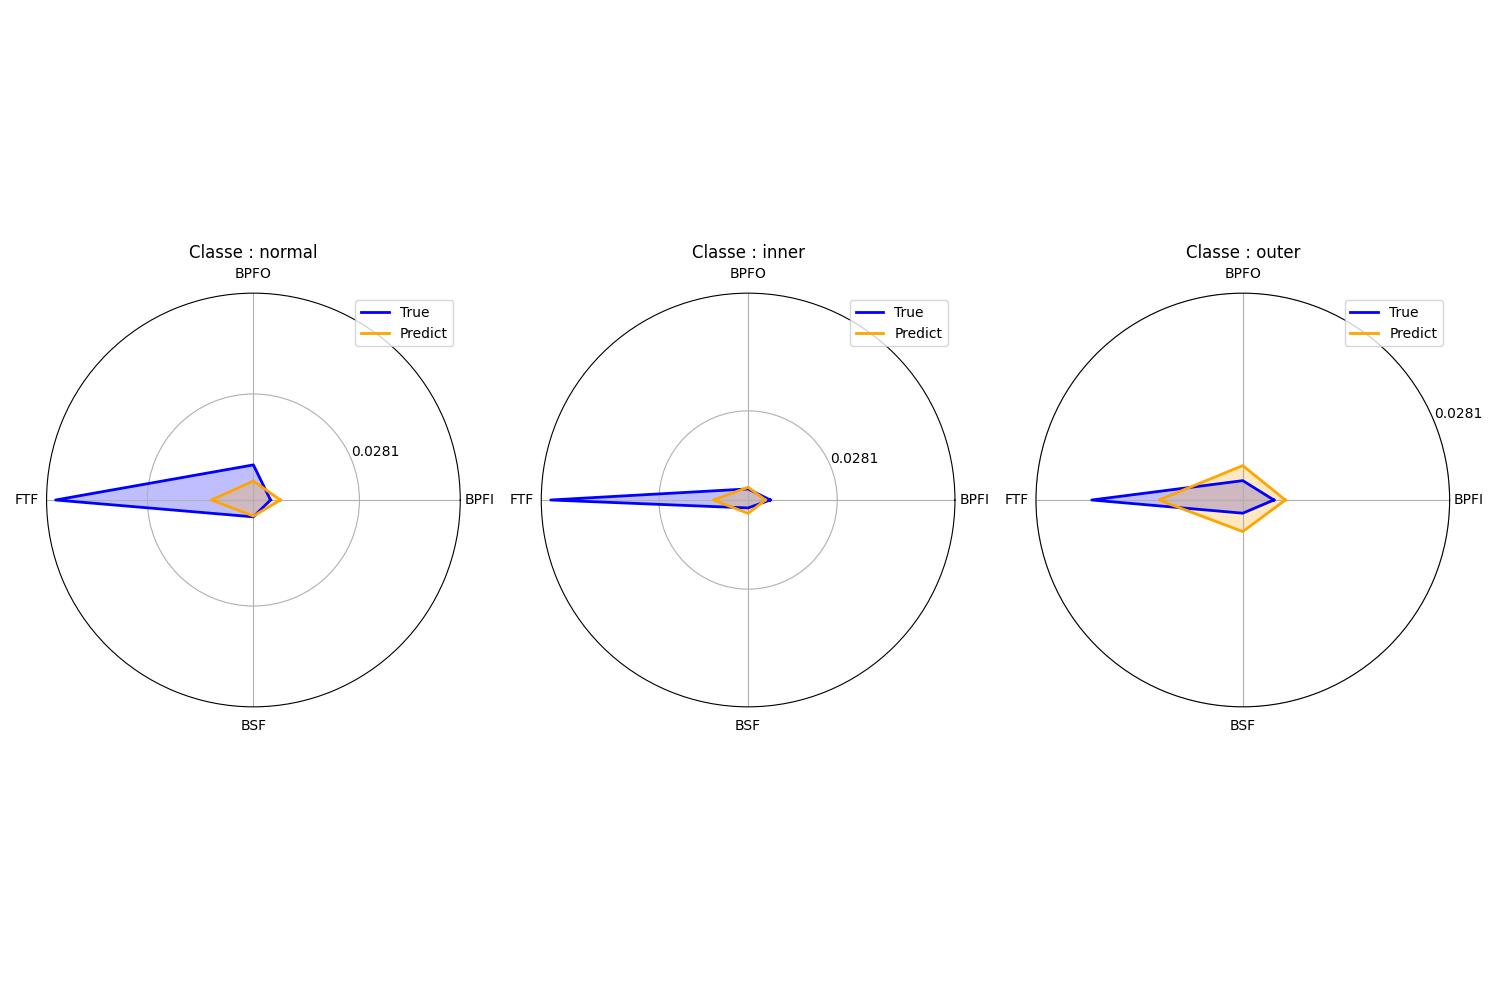 Classe : normal
BPFO
True
Predict
0.0281
FTF
BPFI
BSF
Classe : inner
BPFO
True
Predict
0.0281
FTF
BPFI
BSF
Classe : outer
BPFO
True
Predict
0.0281
FTF
BPFI
BSF